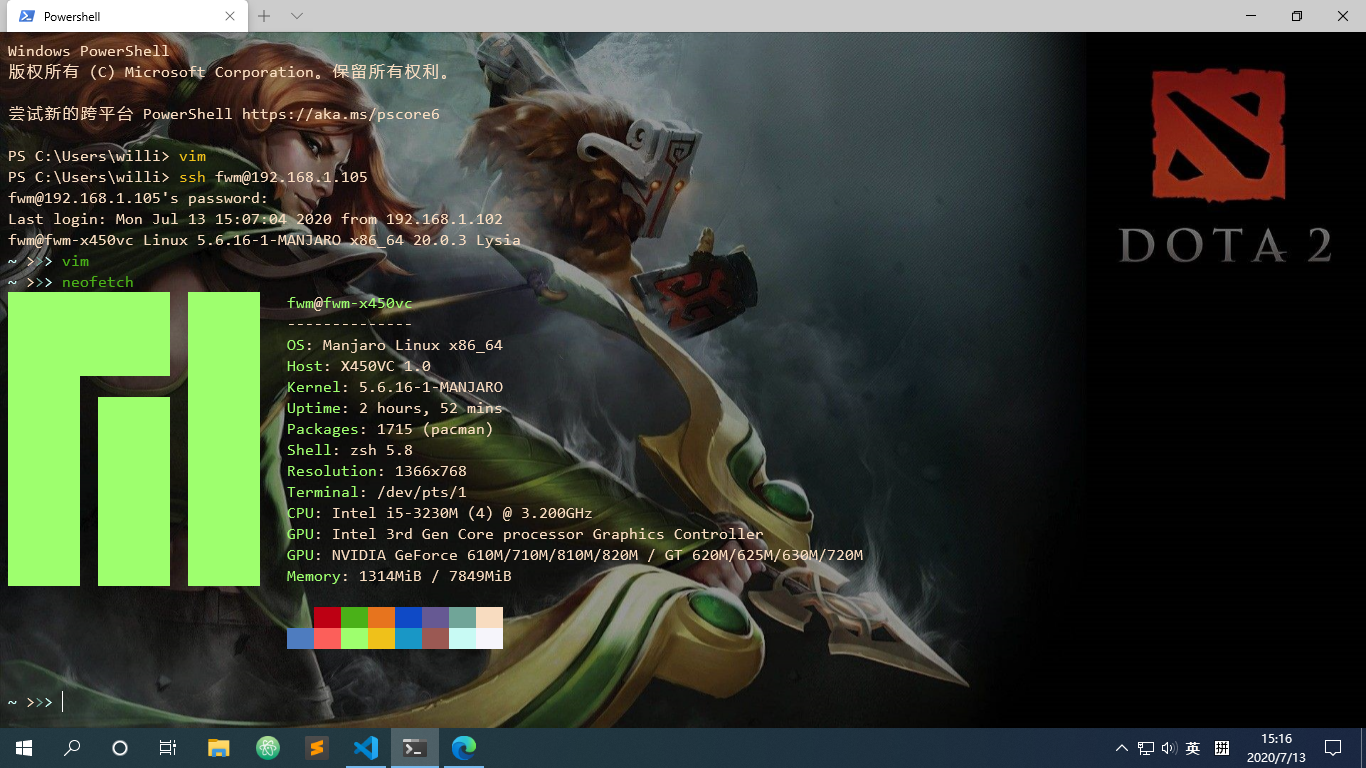 Powershell
Windows PowerShell
版权所有 (C) Microsoft Corporation。保留所有权利。
尝试新的跨平台 PowerShell https://aka.ms/pscore6
PS C:\Users\willi> vim
PS C:\Users\willi> ssh fwm@192.168.1.105
fwm@192.168.1.105's password:
Last login: Mon Jul 13 15:07:04 2020 from 192.168.1.102
fwm@fwm-x450vc Linux 5.6.16-1-MANJARO x86_64 20.0.3 Lysia
~ >>> vim
~ >>> neofetch
fwm@fwm-x450vc
--------------
OS: Manjaro Linux x86_64
Host: X450VC 1.0
Kernel: 5.6.16-1-MANJARO
Uptime: 2 hours, 52 mins
Packages: 1715 (pacman)
Shell: zsh 5.8
Resolution: 1366x768
Terminal: /dev/pts/1
CPU: Intel i5-3230M (4) @ 3.200GHz
GPU: Intel 3rd Gen Core processor Graphics Controller
GPU: NVIDIA GeForce 610M/710M/810M/820M / GT 620M/625M/630M/720M
Memory: 1314MiB / 7849MiB
~ >>>
DOTA 2
英 拼
15:16
2020/7/13